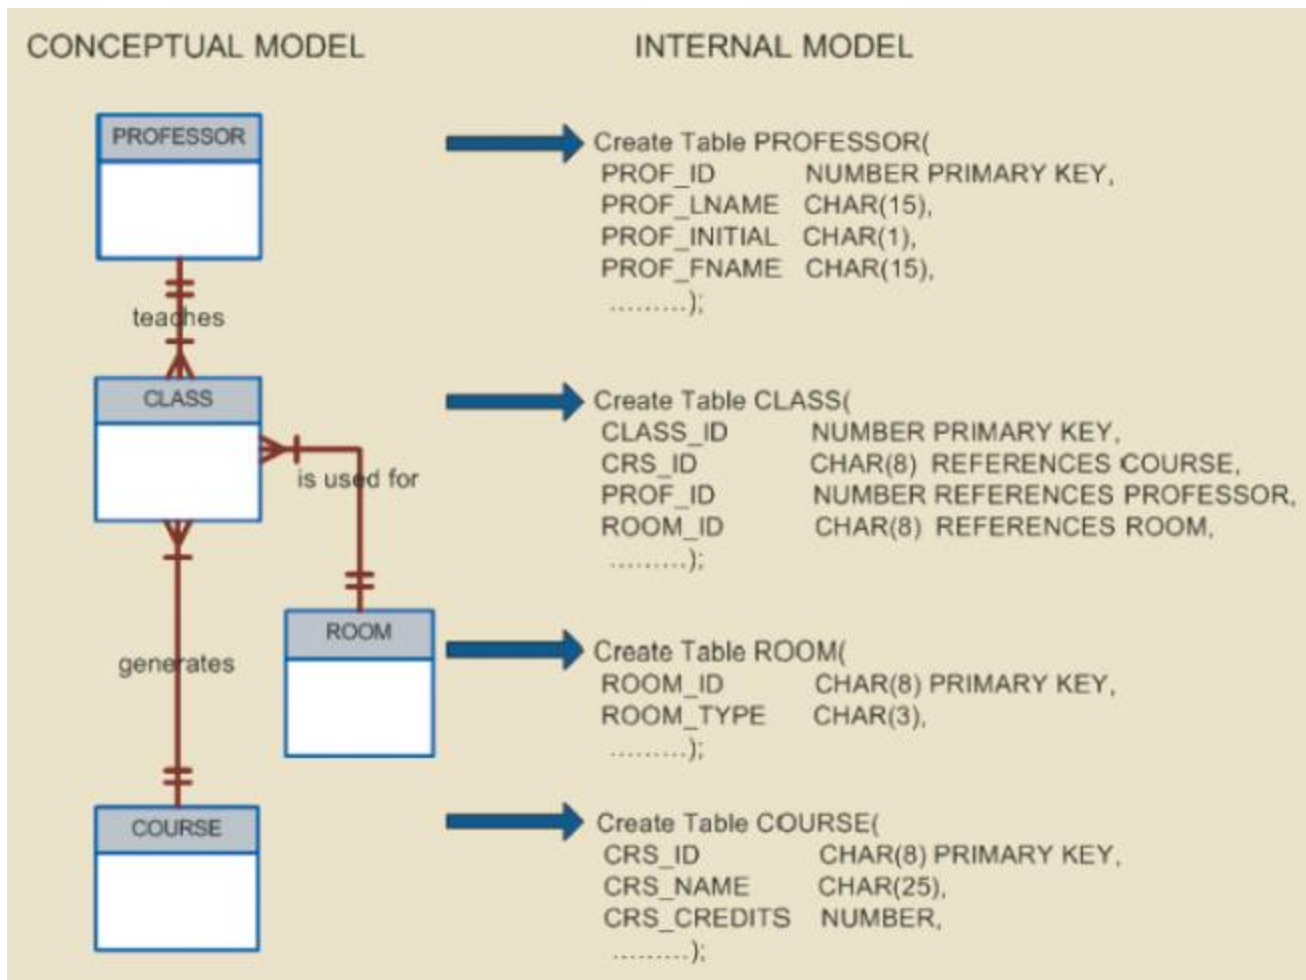 CONCEPTUAL MODEL
INTERNAL MODEL
PROFESSOR
teaches
CLASS
is used for
ROOM
generates
COURSE
Create Table PROFESSOR(
PROF_ID NUMBER PRIMARY KEY,
PROF_LNAME CHAR(15),
PROF_INITIAL CHAR(1),
PROF_FNAME CHAR(15),
.........);
Create Table CLASS(
CLASS_ID NUMBER PRIMARY KEY,
CRS_ID CHAR(8) REFERENCES COURSE,
PROF_ID NUMBER REFERENCES PROFESSOR,
ROOM_ID CHAR(8) REFERENCES ROOM,
.........);
Create Table ROOM(
ROOM_ID CHAR(8) PRIMARY KEY,
ROOM_TYPE CHAR(3),
.........);
Create Table COURSE(
CRS_ID CHAR(8) PRIMARY KEY,
CRS_NAME CHAR(25),
CRS_CREDITS NUMBER,
.........);